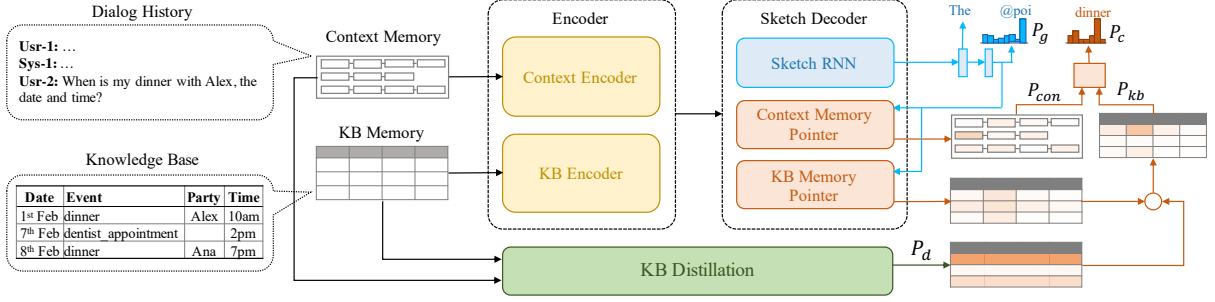 Dialog History
Usr-1: …
Sys-1: …
Usr-2: When is my dinner with Alex, the
date and time?
Knowledge Base
Date Event Party Time
1st Feb dinner Alex 10am
7th Feb dentist_appointment 2pm
8th Feb dinner Ana 7pm
Context Memory
KB Memory
Encoder
Context Encoder
KB Encoder
Sketch Decoder
Sketch RNN
Context Memory
Pointer
KB Memory
Pointer
KB Distillation
The
@poi
Pg
dinner
Pc
Pcon
Pkb
Pd